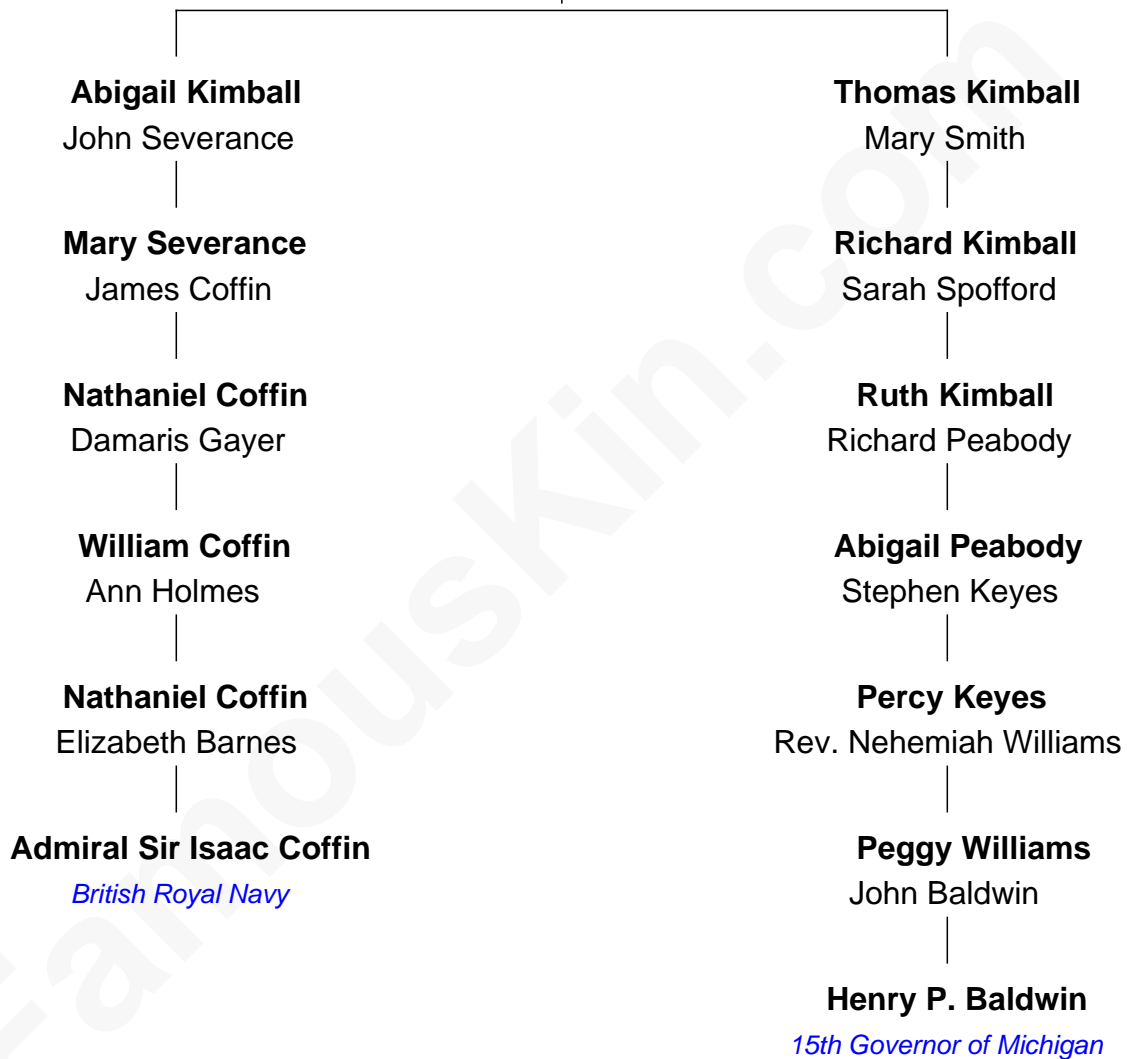 Abigail Kimball
John Severance
Thomas Kimball
Mary Smith
Mary Severance
James Coffin
Richard Kimball
Sarah Spofford
Nathaniel Coffin
Damaris Gayer
Ruth Kimball
Richard Peabody
William Coffin
Ann Holmes
Abigail Peabody
Stephen Keyes
Nathaniel Coffin
Elizabeth Barnes
Percy Keyes
Rev. Nehemiah Williams
Admiral Sir Isaac Coffin
British Royal Navy
Peggy Williams
John Baldwin
Henry P. Baldwin
15th Governor of Michigan
FamousKin.com